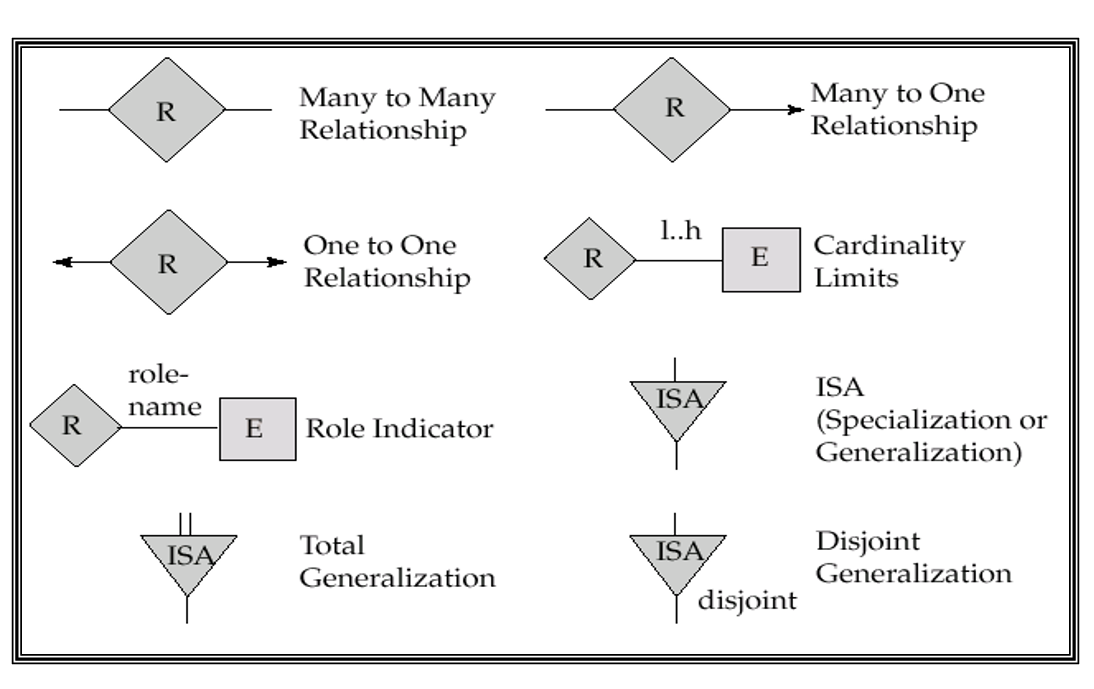 R
Many to Many
Relationship
R
Many to One
Relationship
R
One to One
Relationship
R
l..h
E
Cardinality
Limits
R
role-
name
E
Role Indicator
ISA
ISA
(Specialization or
Generalization)
ISA
Total
Generalization
ISA
disjoint
Disjoint
Generalization